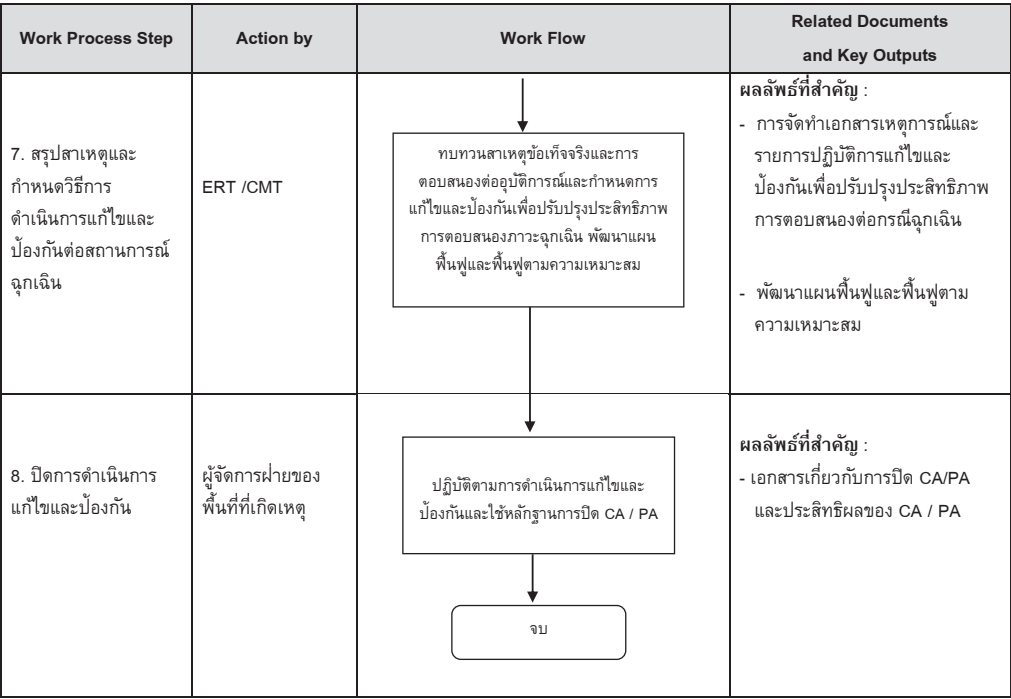 Work Process Step
Action by
Work Flow
Related Documents
and Key Outputs
7. สรุปสาเหตุและ
กำหนดวิธีการ
ดำเนินการแก้ไขและ
ป้องกันต่อสถานการณ์
ฉุกเฉิน
ERT /CMT
ทบทวนสาเหตุข้อเท็จจริงและการ
ตอบสนองต่ออุบัติการณ์และกำหนดการ
แก้ไขและป้องกันเพื่อปรับปรุงประสิทธิภาพ
การตอบสนองภาวะฉุกเฉิน พัฒนาแผน
ฟื้นฟูและฟื้นฟูตามความเหมาะสม
ผลลัพธ์ที่สำคัญ :
- การจัดทำเอกสารเหตุการณ์และ
รายการปฏิบัติการแก้ไขและ
ป้องกันเพื่อปรับปรุงประสิทธิภาพ
การตอบสนองต่อกรณีฉุกเฉิน
- พัฒนาแผนฟื้นฟูและฟื้นฟูตาม
ความเหมาะสม
8. ปิดการดำเนินการ
แก้ไขและป้องกัน
ผู้จัดการฝ่ายของ
พื้นที่ที่เกิดเหตุ
ปฏิบัติตามการดำเนินการแก้ไขและ
ป้องกันและใช้หลักฐานการปิด CA / PA
จบ
ผลลัพธ์ที่สำคัญ :
- เอกสารเกี่ยวกับการปิด CA/PA
และประสิทธิผลของ CA / PA